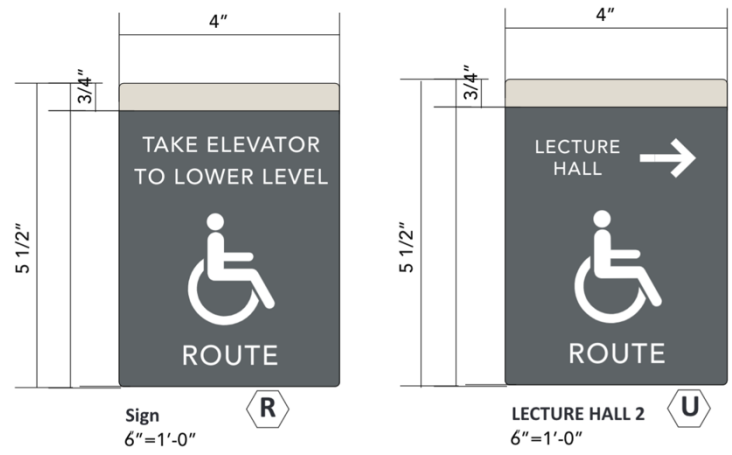 4"
3/4"
5 1/2"
TAKE ELEVATOR
TO LOWER LEVEL
ROUTE
Sign
6"=1'-0"
R
4"
3/4"
5 1/2"
LECTURE
HALL
ROUTE
LECTURE HALL 2
6"=1'-0"
U